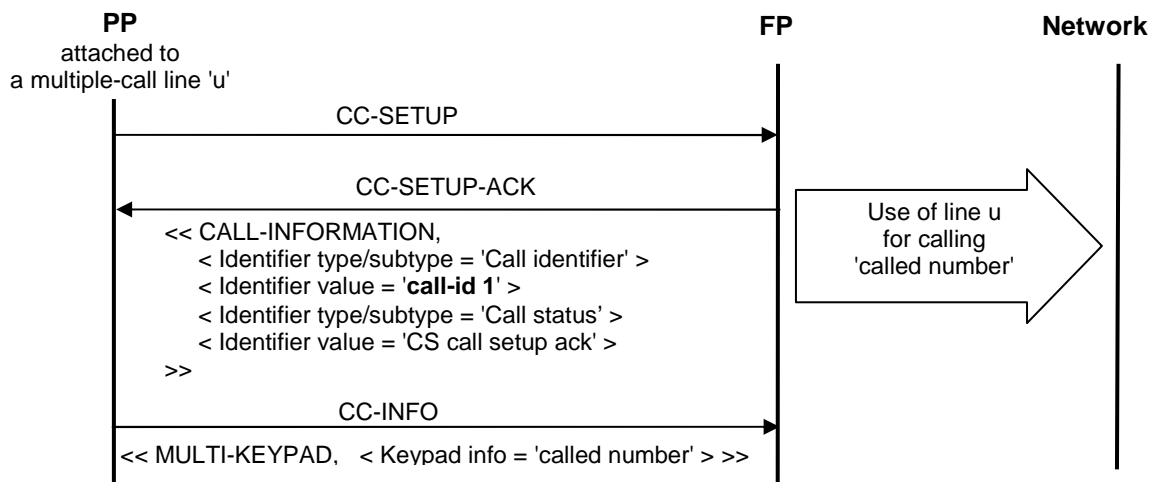 PP
attached to
a multiple-call line 'u'
FP
Network
CC-SETUP
CC-SETUP-ACK
<< CALL-INFORMATION,
< Identifier type/subtype = 'Call identifier' >
< Identifier value = 'call-id 1' >
< Identifier type/subtype = 'Call status’ >
< Identifier value = 'CS call setup ack' >
>>
Use of line u
for calling
'called number'
CC-INFO
<< MULTI-KEYPAD, < Keypad info = 'called number' > >>